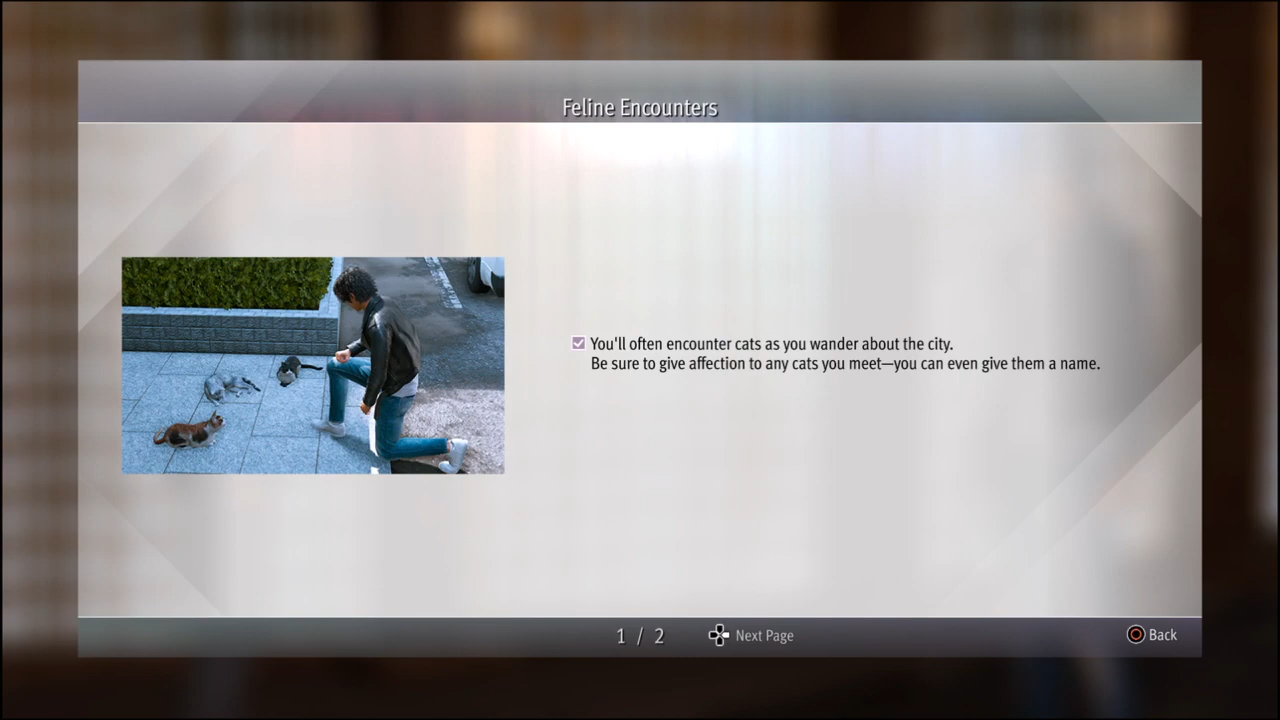 Feline Encounters
You'll often encounter cats as you wander about the city.
Be sure to give affection to any cats you meet—you can even give them a name.
1 / 2 Next Page
Back